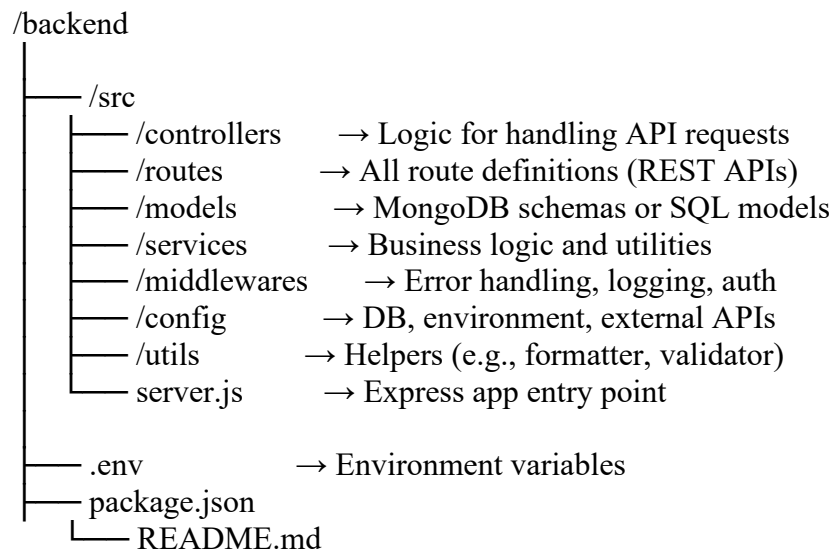 /backend
/src
/controllers → Logic for handling API requests
/routes → All route definitions (REST APIs)
/models → MongoDB schemas or SQL models
/services → Business logic and utilities
/middlewares → Error handling, logging, auth
/config → DB, environment, external APIs
/utils → Helpers (e.g., formatter, validator)
server.js → Express app entry point
.env → Environment variables
package.json
README.md